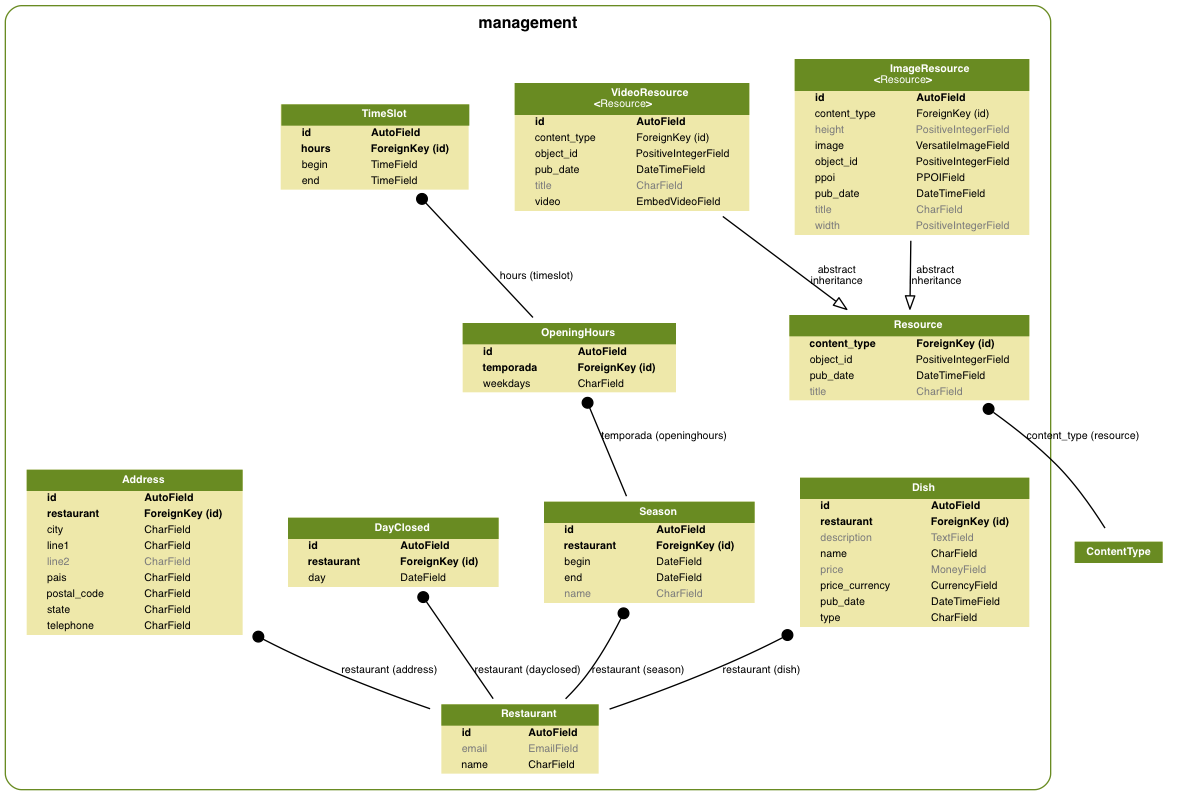 management
TimeSlot
id AutoField
hours ForeignKey (id)
begin TimeField
end TimeField
VideoResource
<Resource>
id AutoField
content_type ForeignKey (id)
object_id PositiveIntegerField
pub_date DateTimeField
title CharField
video EmbedVideoField
ImageResource
<Resource>
id AutoField
content_type ForeignKey (id)
height PositiveIntegerField
image VersatileImageField
object_id PositiveIntegerField
ppoi PPOIField
pub_date DateTimeField
title CharField
width PositiveIntegerField
hours (timeslot)
abstract
inheritance
abstract
inheritance
OpeningHours
id AutoField
temporada ForeignKey (id)
weekdays CharField
Resource
content_type ForeignKey (id)
object_id PositiveIntegerField
pub_date DateTimeField
title CharField
temporada (openinghours)
content_type (resource)
Address
id AutoField
restaurant ForeignKey (id)
city CharField
line1 CharField
line2 CharField
pais CharField
postal_code CharField
state CharField
telephone CharField
DayClosed
id AutoField
restaurant ForeignKey (id)
day DateField
Season
id AutoField
restaurant ForeignKey (id)
begin DateField
end DateField
name CharField
Dish
id AutoField
restaurant ForeignKey (id)
description TextField
name CharField
price MoneyField
price_currency CurrencyField
pub_date DateTimeField
type CharField
ContentType
restaurant (address)
restaurant (dayclosed)
restaurant (season)
restaurant (dish)
Restaurant
id AutoField
email EmailField
name CharField